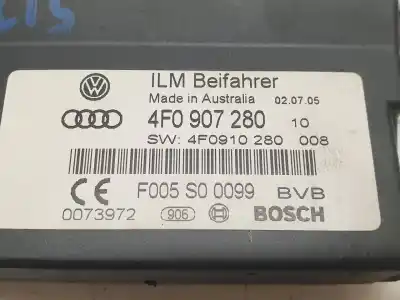 ILM Beifahrer
Made in Australia 02.07.05
4F0 907 280 10
SW: 4F0910 280 008
CE F005 S0 0099 BVB
0073972 906 BOSCH